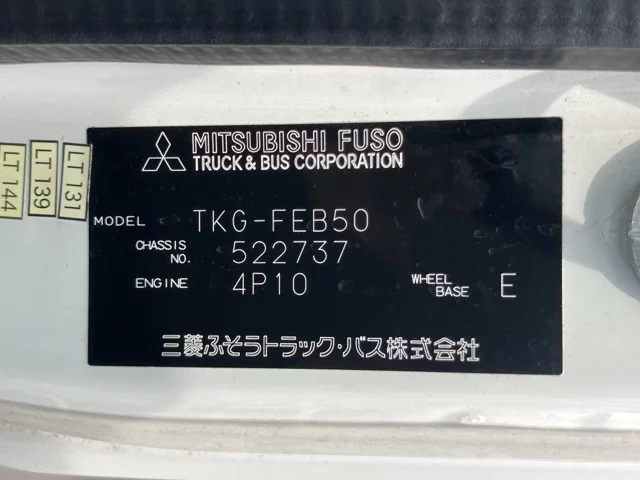 MITSUBISHI FUSO
TRUCK & BUS CORPORATION
MODEL TKG-FEB50
CHASSIS NO. 522737
ENGINE 4P10 WHEEL BASE E
三菱ふそうトラック・バス株式会社
LT 131
LT 139
LT 144